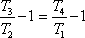 T₃/T₂ − 1 = T₄/T₁ − 1